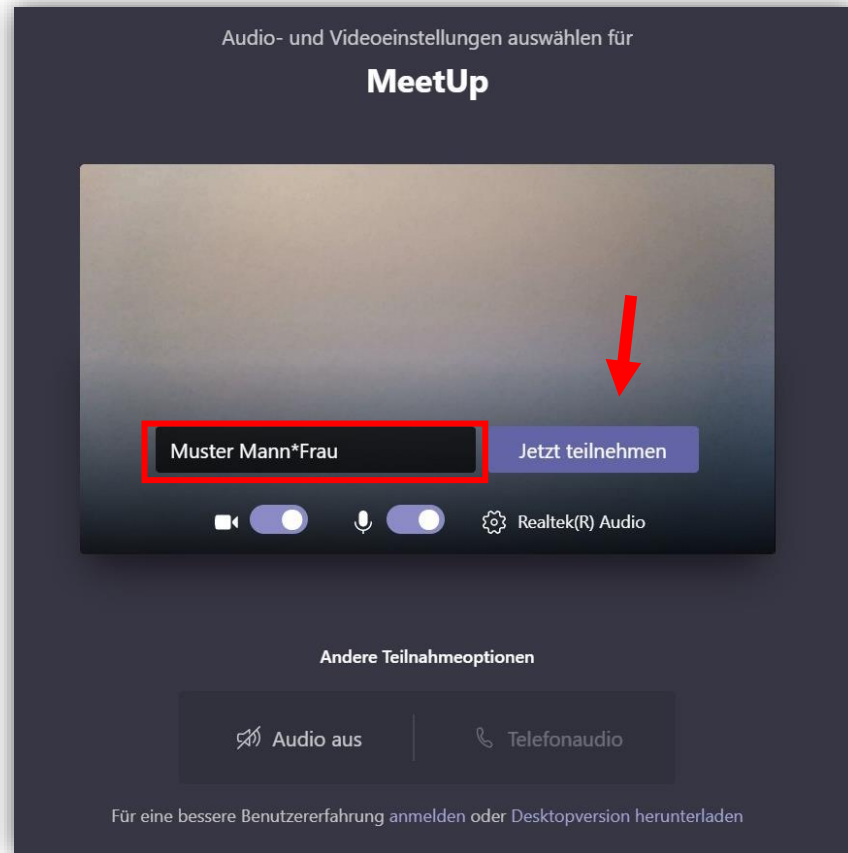 Audio- und Videoeinstellungen auswählen für
MeetUp
Muster Mann*Frau
Jetzt teilnehmen
Realtek(R) Audio
Andere Teilnahmeoptionen
Audio aus
Telefonaudio
Für eine bessere Benutzererfahrung anmelden oder Desktopversion herunterladen